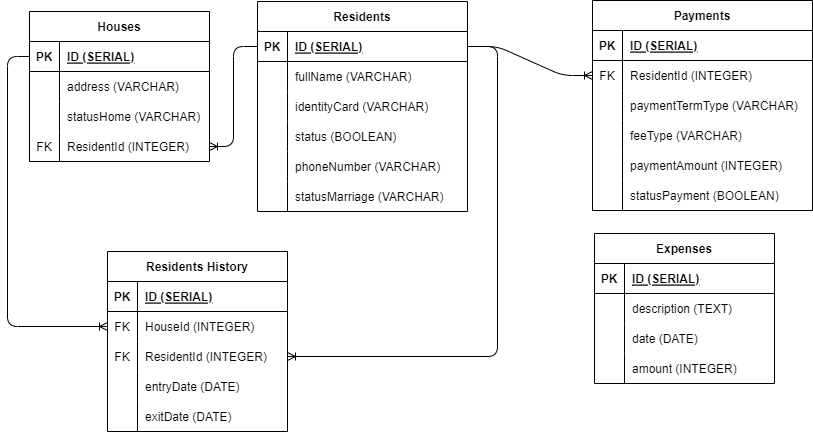 Houses
PK ID (SERIAL)
address (VARCHAR)
statusHome (VARCHAR)
FK ResidentId (INTEGER)
Residents
PK ID (SERIAL)
fullName (VARCHAR)
identityCard (VARCHAR)
status (BOOLEAN)
phoneNumber (VARCHAR)
statusMarriage (VARCHAR)
Payments
PK ID (SERIAL)
FK ResidentId (INTEGER)
paymentTermType (VARCHAR)
feeType (VARCHAR)
paymentAmount (INTEGER)
statusPayment (BOOLEAN)
Residents History
PK ID (SERIAL)
FK HouseId (INTEGER)
FK ResidentId (INTEGER)
entryDate (DATE)
exitDate (DATE)
Expenses
PK ID (SERIAL)
description (TEXT)
date (DATE)
amount (INTEGER)